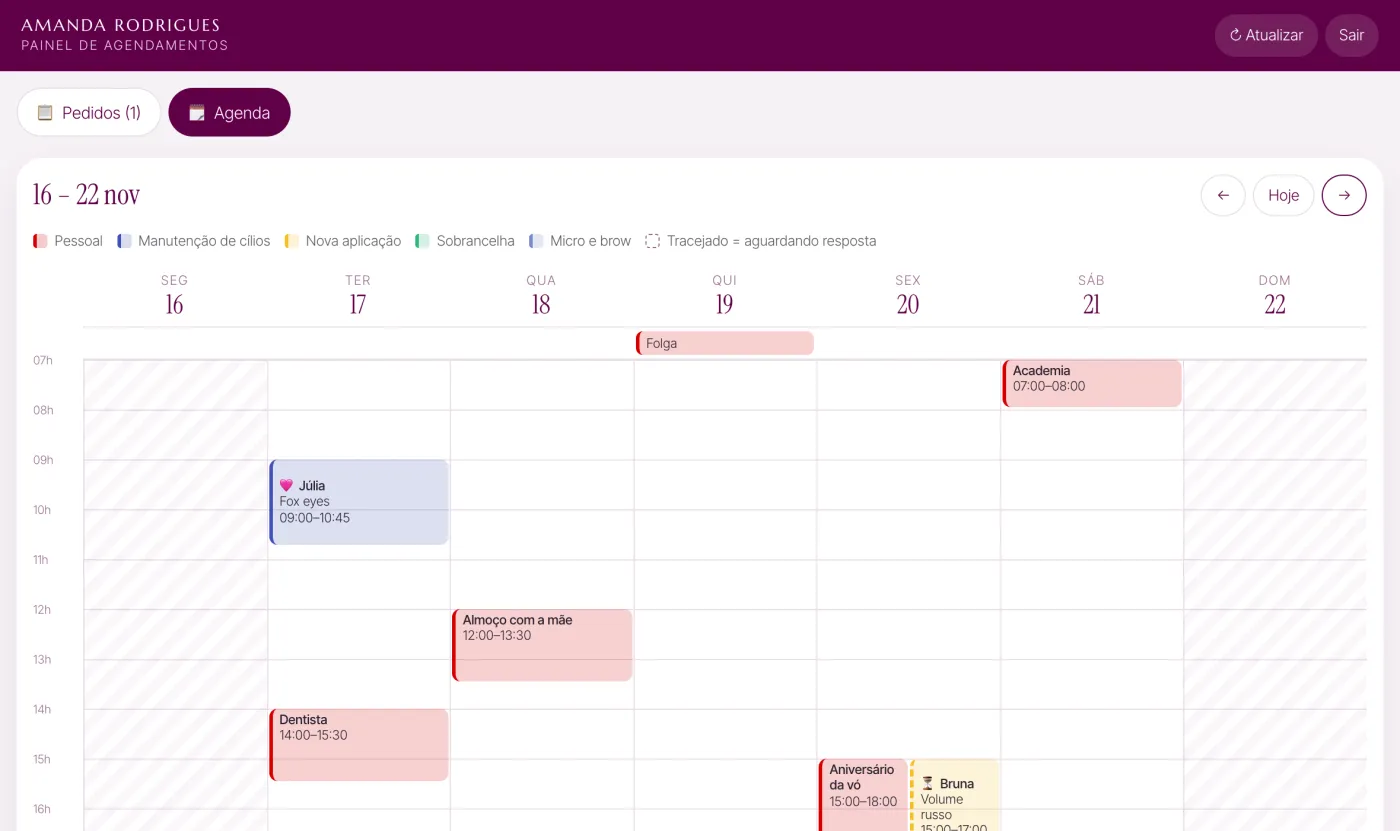 AMANDA RODRIGUES
PAINEL DE AGENDAMENTOS
↻ Atualizar
Sair
Pedidos (1)
Agenda
16 – 22 nov
←
Hoje
→
Pessoal
Manutenção de cílios
Nova aplicação
Sobrancelha
Micro e brow
Tracejado = aguardando resposta
SEG
16
TER
17
QUA
18
QUI
19
SEX
20
SÁB
21
DOM
22
Folga
07h
Academia
07:00–08:00
08h
09h
Júlia
Fox eyes
09:00–10:45
10h
11h
12h
Almoço com a mãe
12:00–13:30
13h
14h
Dentista
14:00–15:30
15h
Aniversário
da vó
15:00–18:00
Bruna
Volume
russo
15:00–17:00
16h